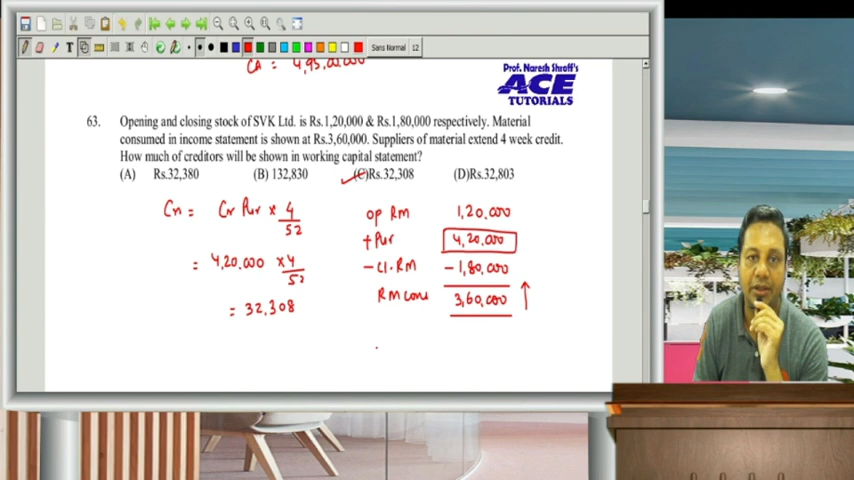 Sans Normal 12
CA = 4,95,00,000
Prof. Naresh Shroff's
ACE
TUTORIALS
63. Opening and closing stock of SVK Ltd. is Rs.1,20,000 & Rs.1,80,000 respectively. Material
consumed in income statement is shown at Rs.3,60,000. Suppliers of material extend 4 week credit.
How much of creditors will be shown in working capital statement?
(A) Rs.32,380 (B) 132,830 (C)Rs.32,308 (D)Rs.32,803
Cr = Cr Pur × 4/52
= 4,20,000 × 4/52
= 32,308
op RM 1,20,000
+ Pur 4,20,000
- Cl. RM - 1,80,000
RM cons 3,60,000